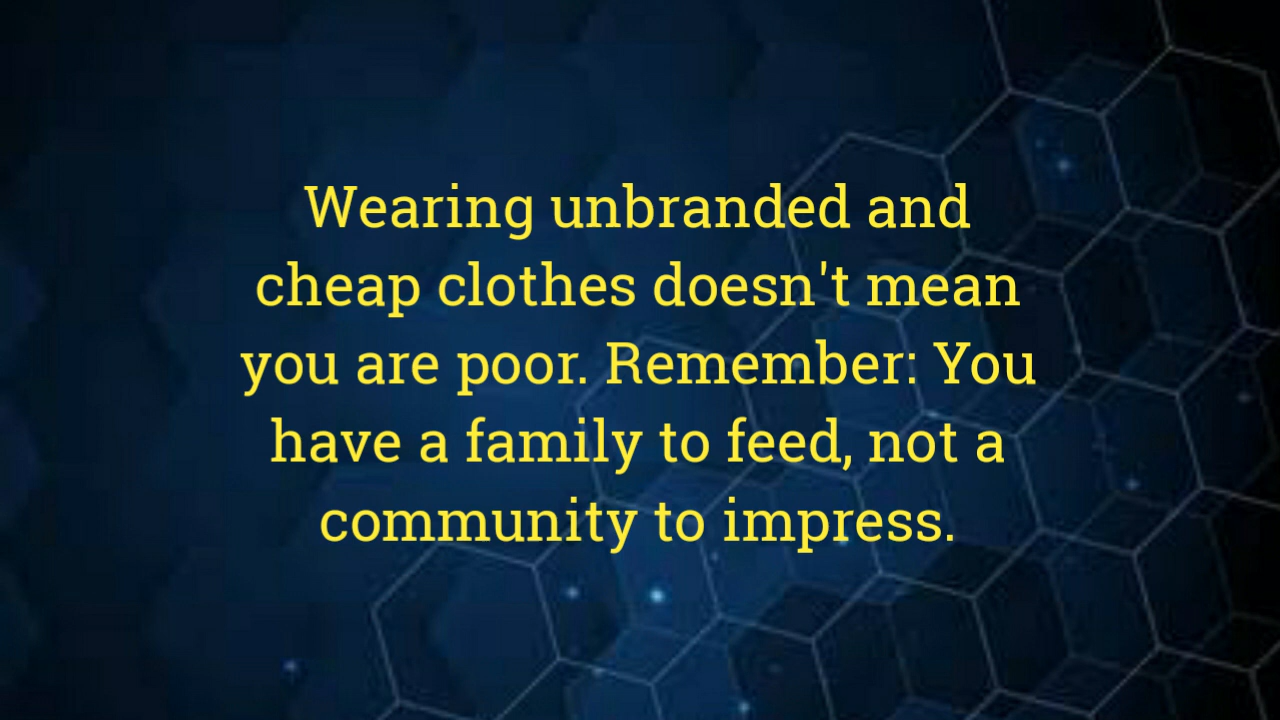 Wearing unbranded and
cheap clothes doesn't mean
you are poor. Remember: You
have a family to feed, not a
community to impress.